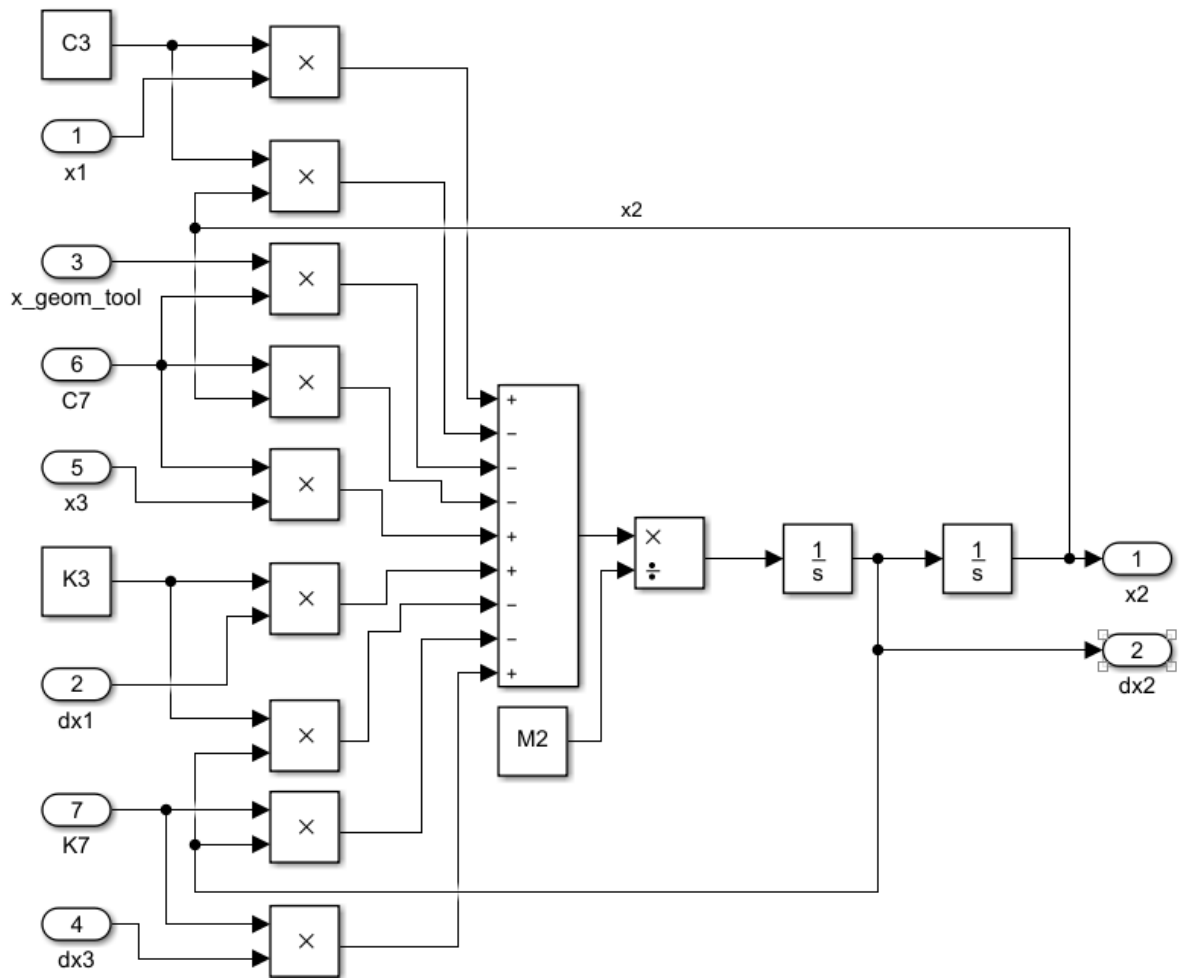 C3
×
1
x1
×
x2
3
x_geom_tool
×
6
C7
×
5
x3
×
+
−
−
−
+
+
−
−
+
×
÷
1
s
1
s
1
x2
K3
×
2
dx1
2
dx2
×
M2
7
K7
×
4
dx3
×